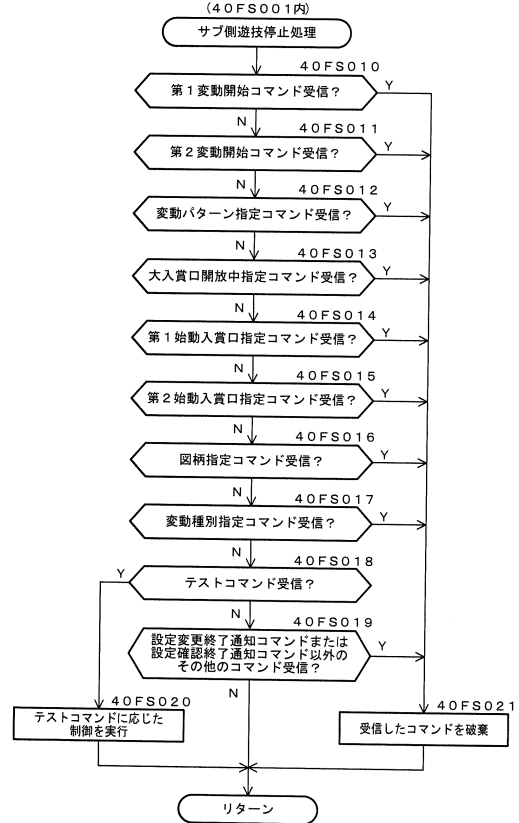 (40FS001内)
サブ側遊技停止処理
40FS010
第1変動開始コマンド受信?
Y
N
40FS011
第2変動開始コマンド受信?
Y
N
40FS012
変動パターン指定コマンド受信?
Y
N
40FS013
大入賞口開放中指定コマンド受信?
Y
N
40FS014
第1始動入賞口指定コマンド受信?
Y
N
40FS015
第2始動入賞口指定コマンド受信?
Y
N
40FS016
図柄指定コマンド受信?
Y
N
40FS017
変動種別指定コマンド受信?
Y
N
40FS018
Y
テストコマンド受信?
N
40FS019
設定変更終了通知コマンドまたは
設定確認終了通知コマンド以外の
その他のコマンド受信?
Y
N
40FS020
テストコマンドに応じた
制御を実行
40FS021
受信したコマンドを破棄
リターン